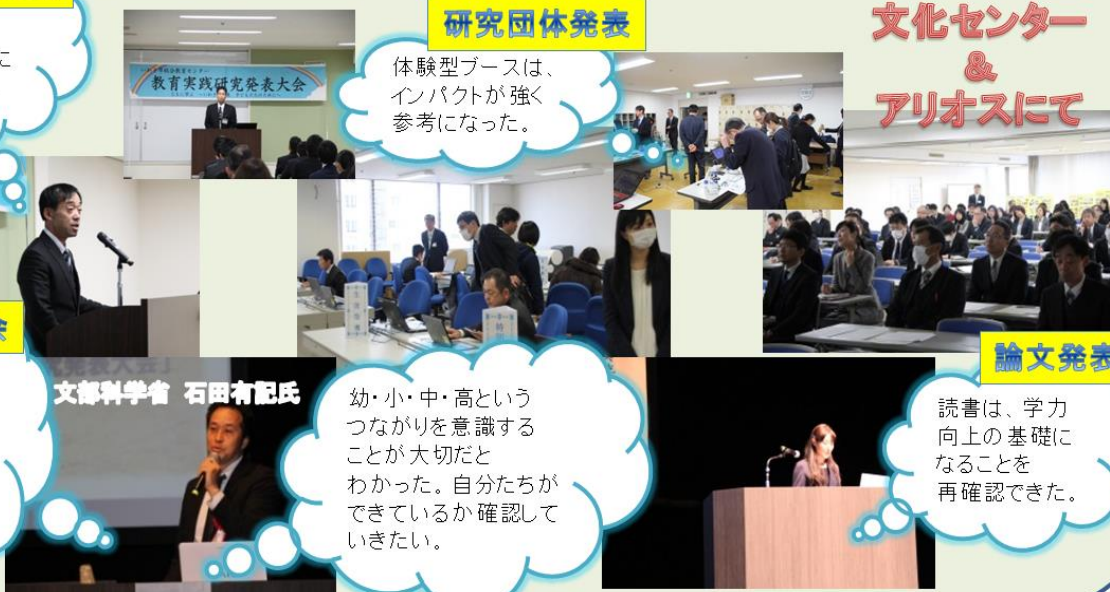 研究団体発表
文化センター
&
アリオスにて
教育実践研究発表大会
体験型ブースは、
インパクトが強く
参考になった。
に
文部科学省 石田有記氏
幼・小・中・高という
つながりを意識する
ことが大切だと
わかった。自分たちが
できているか確認して
いきたい。
論文発表
読書は、学力
向上の基礎に
なることを
再確認できた。